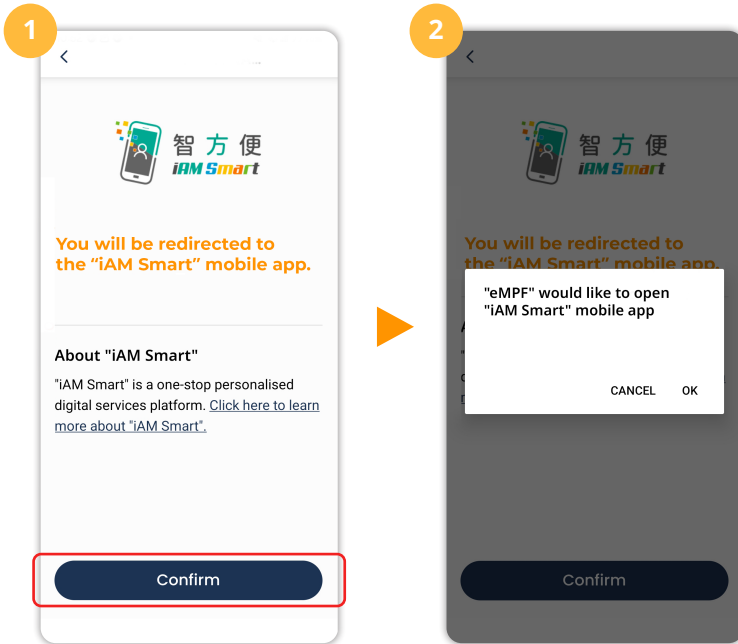 1
智方便
iAM Smart
You will be redirected to
the “iAM Smart” mobile app.
About "iAM Smart"
"iAM Smart" is a one-stop personalised
digital services platform. Click here to learn
more about "iAM Smart".
Confirm
2
智方便
iAM Smart
You will be redirected to
the “iAM Smart” mobile app.
"eMPF" would like to open
"iAM Smart" mobile app
CANCEL OK
Confirm